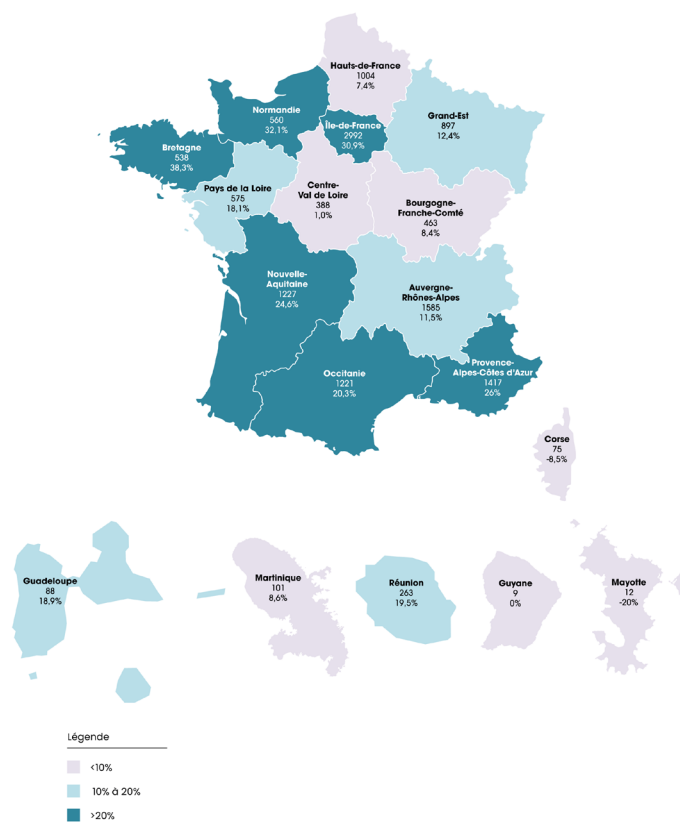 Hauts-de-France
1004
7,4%
Normandie
560
32,1%
Île-de-France
2992
30,9%
Grand-Est
897
12,4%
Bretagne
538
38,3%
Pays de la Loire
575
18,1%
Centre-
Val de Loire
388
1,0%
Bourgogne-
Franche-Comté
463
8,4%
Nouvelle-
Aquitaine
1227
24,6%
Auvergne-
Rhônes-Alpes
1585
11,5%
Occitanie
1221
20,3%
Provence-
Alpes-Côtes d'Azur
1417
26%
Corse
75
-8,5%
Guadeloupe
88
18,9%
Martinique
101
8,6%
Réunion
263
19,5%
Guyane
9
0%
Mayotte
12
-20%
Légende
<10%
10% à 20%
>20%